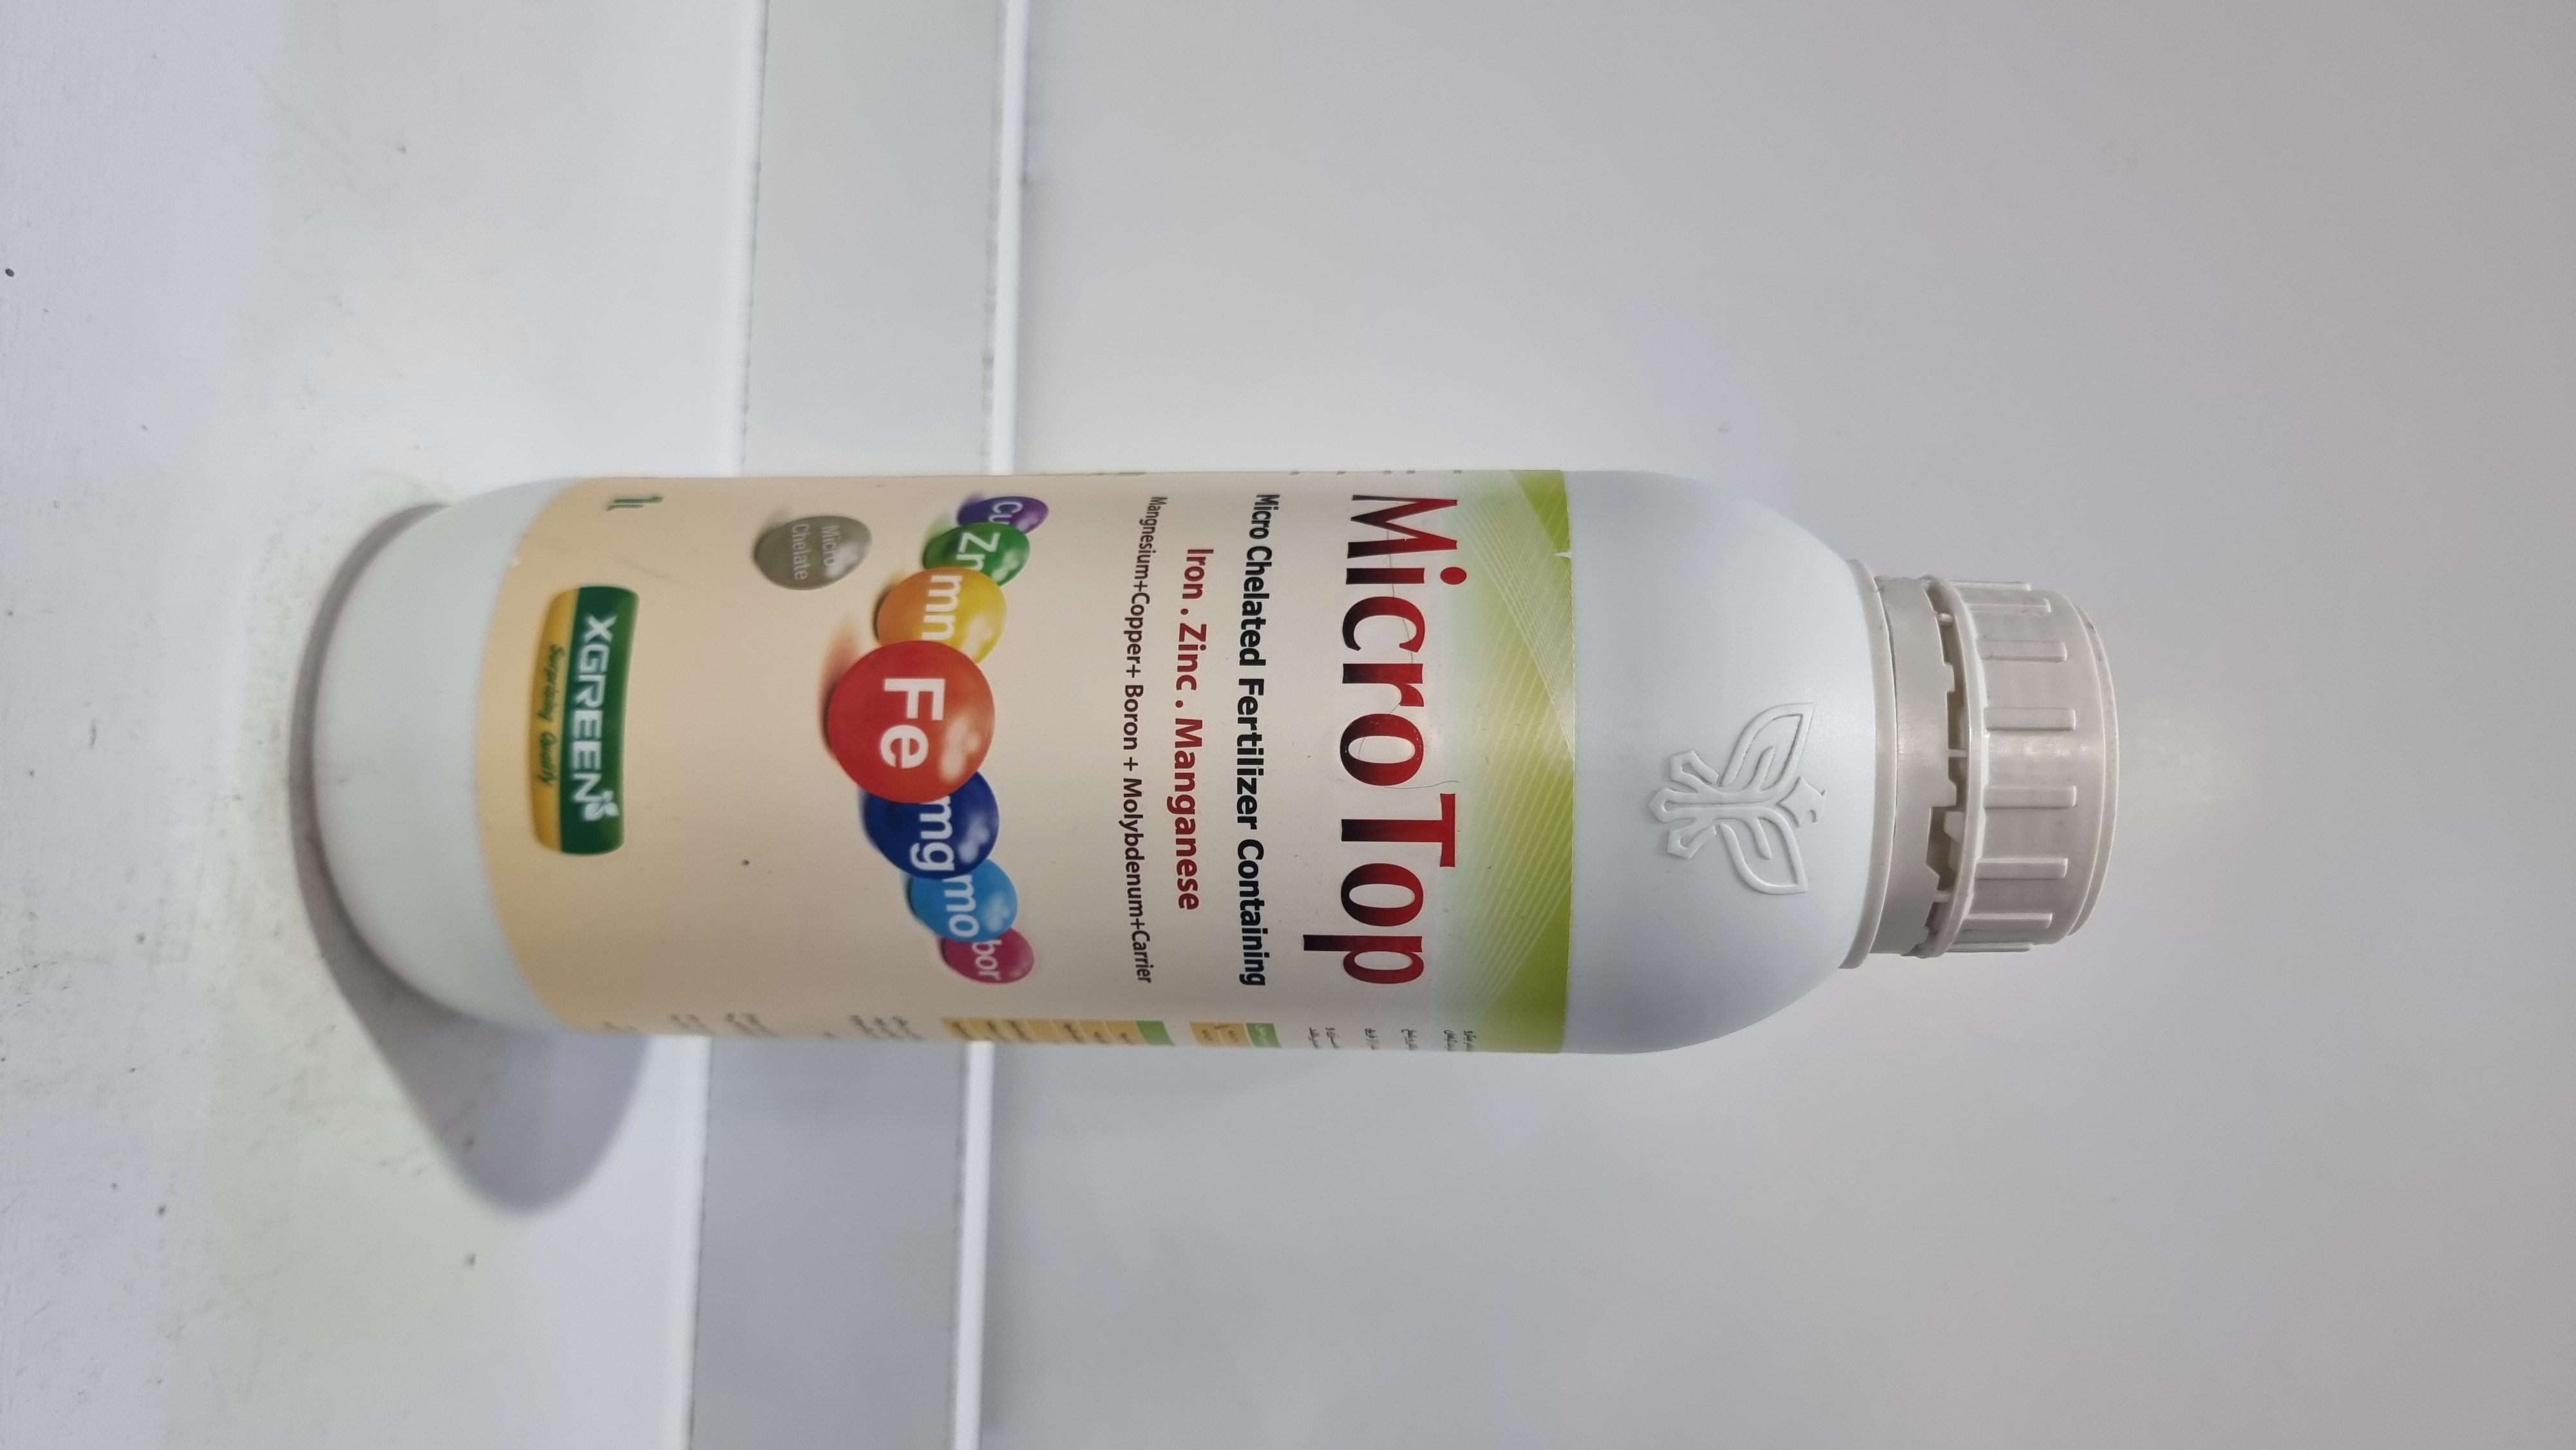 MicroTop
Micro Chelated Fertilizer Containing
Iron . Zinc . Manganese
Mangnesium+Copper+ Boron + Molybdenum+Carrier
Cu
Zn
mn
Fe
mg
mo
bor
Micro
Chelate
1L
XGREEN
Surprising Quality